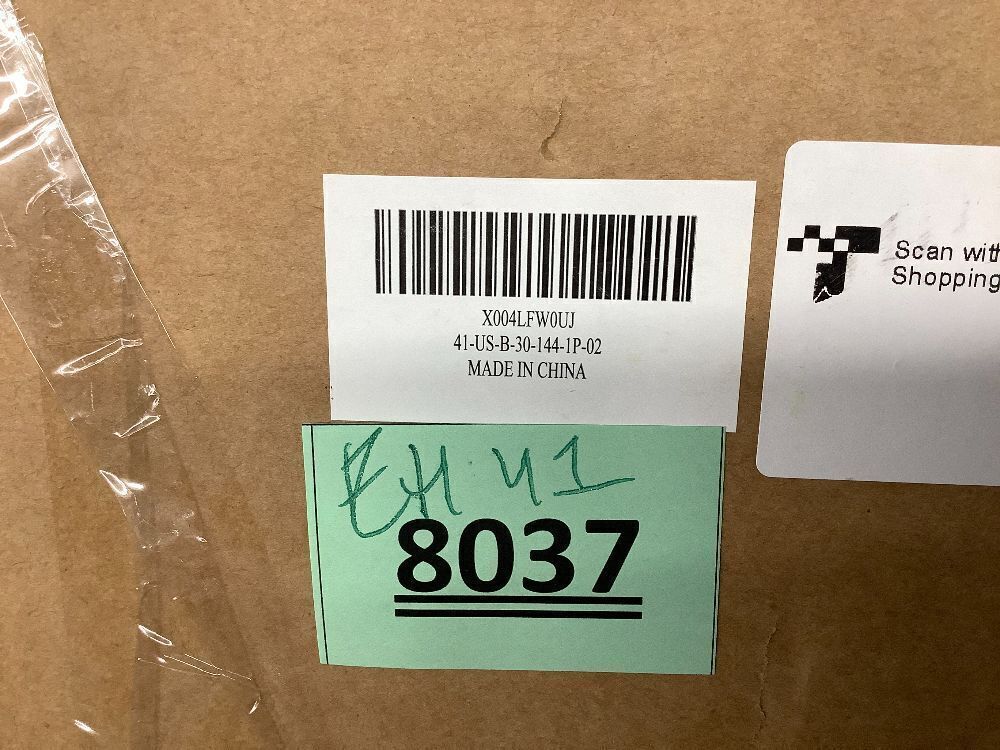 X004LFW0UJ
41-US-B-30-144-1P-02
MADE IN CHINA
Scan with
Shopping
EH 41
8037